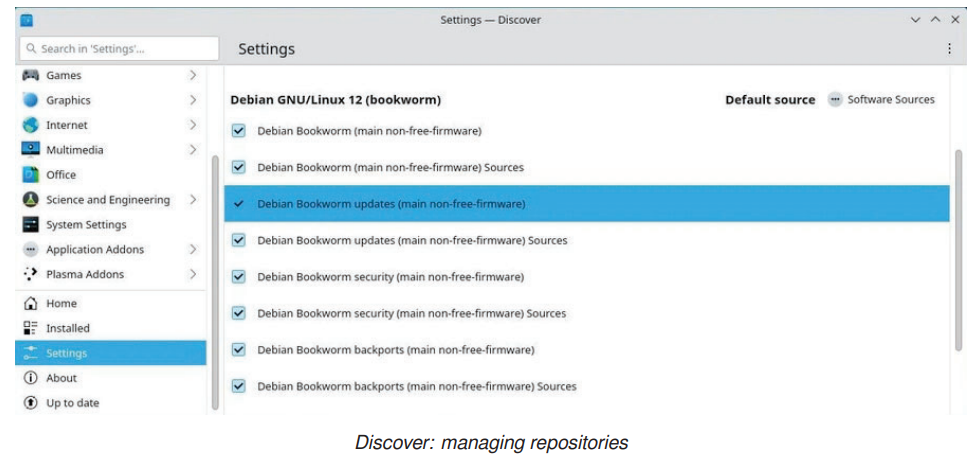 Settings — Discover
Search in 'Settings'...
Settings
Games
Graphics
Internet
Multimedia
Office
Science and Engineering
System Settings
Application Addons
Plasma Addons
Home
Installed
Settings
About
Up to date
Debian GNU/Linux 12 (bookworm)
Default source
Software Sources
Debian Bookworm (main non-free-firmware)
Debian Bookworm (main non-free-firmware) Sources
Debian Bookworm updates (main non-free-firmware)
Debian Bookworm updates (main non-free-firmware) Sources
Debian Bookworm security (main non-free-firmware)
Debian Bookworm security (main non-free-firmware) Sources
Debian Bookworm backports (main non-free-firmware)
Debian Bookworm backports (main non-free-firmware) Sources
Discover: managing repositories